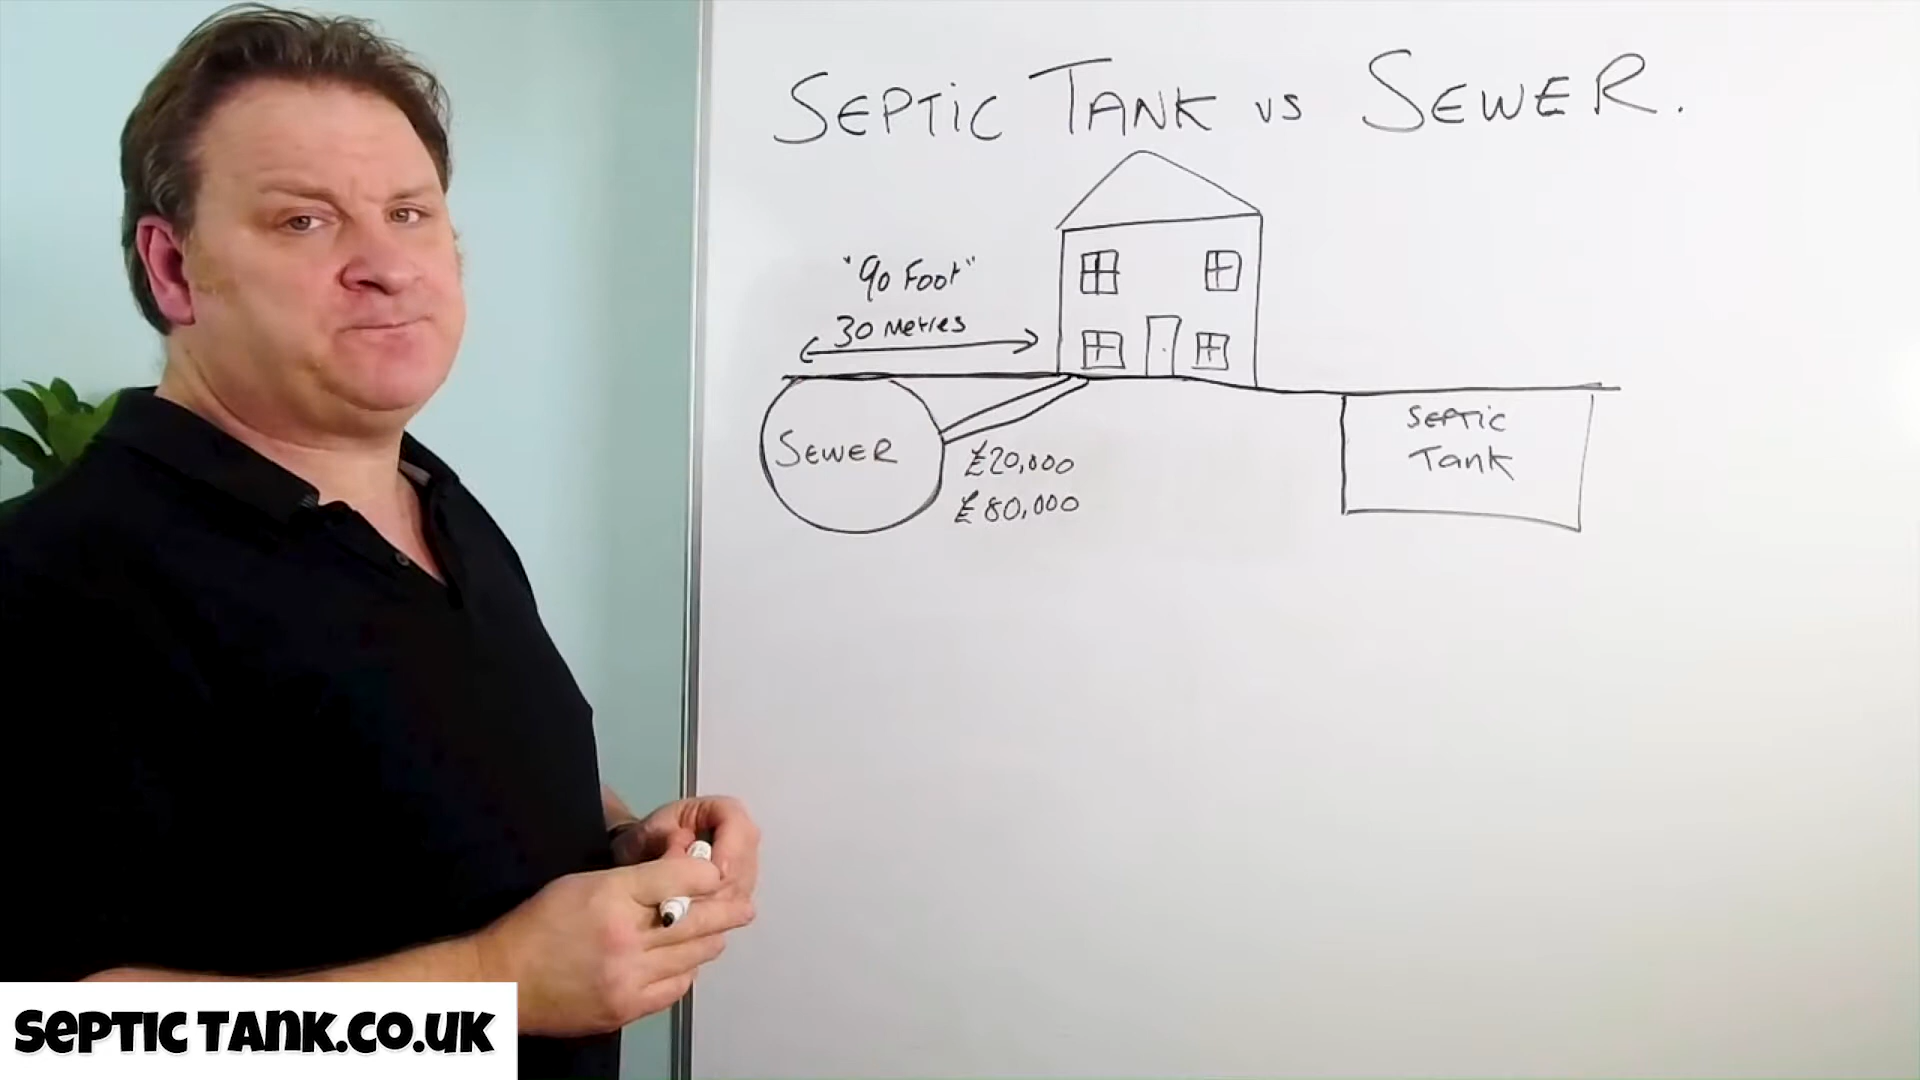 SEPTIC TANK vs SEWER.
"90 Foot"
30 Metres
SEWER
£20,000
£80,000
SEPTIC
Tank
SEPTIC TANK.CO.UK